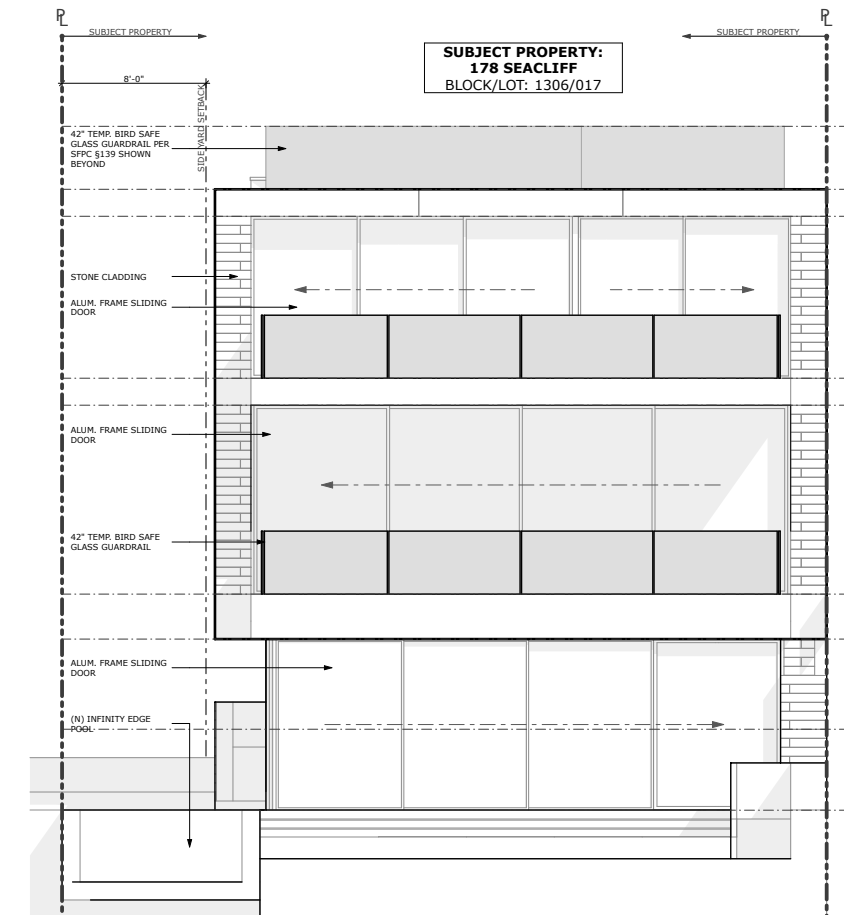 PL
PL
SUBJECT PROPERTY
SUBJECT PROPERTY
SUBJECT PROPERTY:
178 SEACLIFF
BLOCK/LOT: 1306/017
8'-0"
SIDE YARD SETBACK
42" TEMP. BIRD SAFE
GLASS GUARDRAIL PER
SFPC §139 SHOWN
BEYOND
STONE CLADDING
ALUM. FRAME SLIDING
DOOR
ALUM. FRAME SLIDING
DOOR
42" TEMP. BIRD SAFE
GLASS GUARDRAIL
ALUM. FRAME SLIDING
DOOR
(N) INFINITY EDGE
POOL